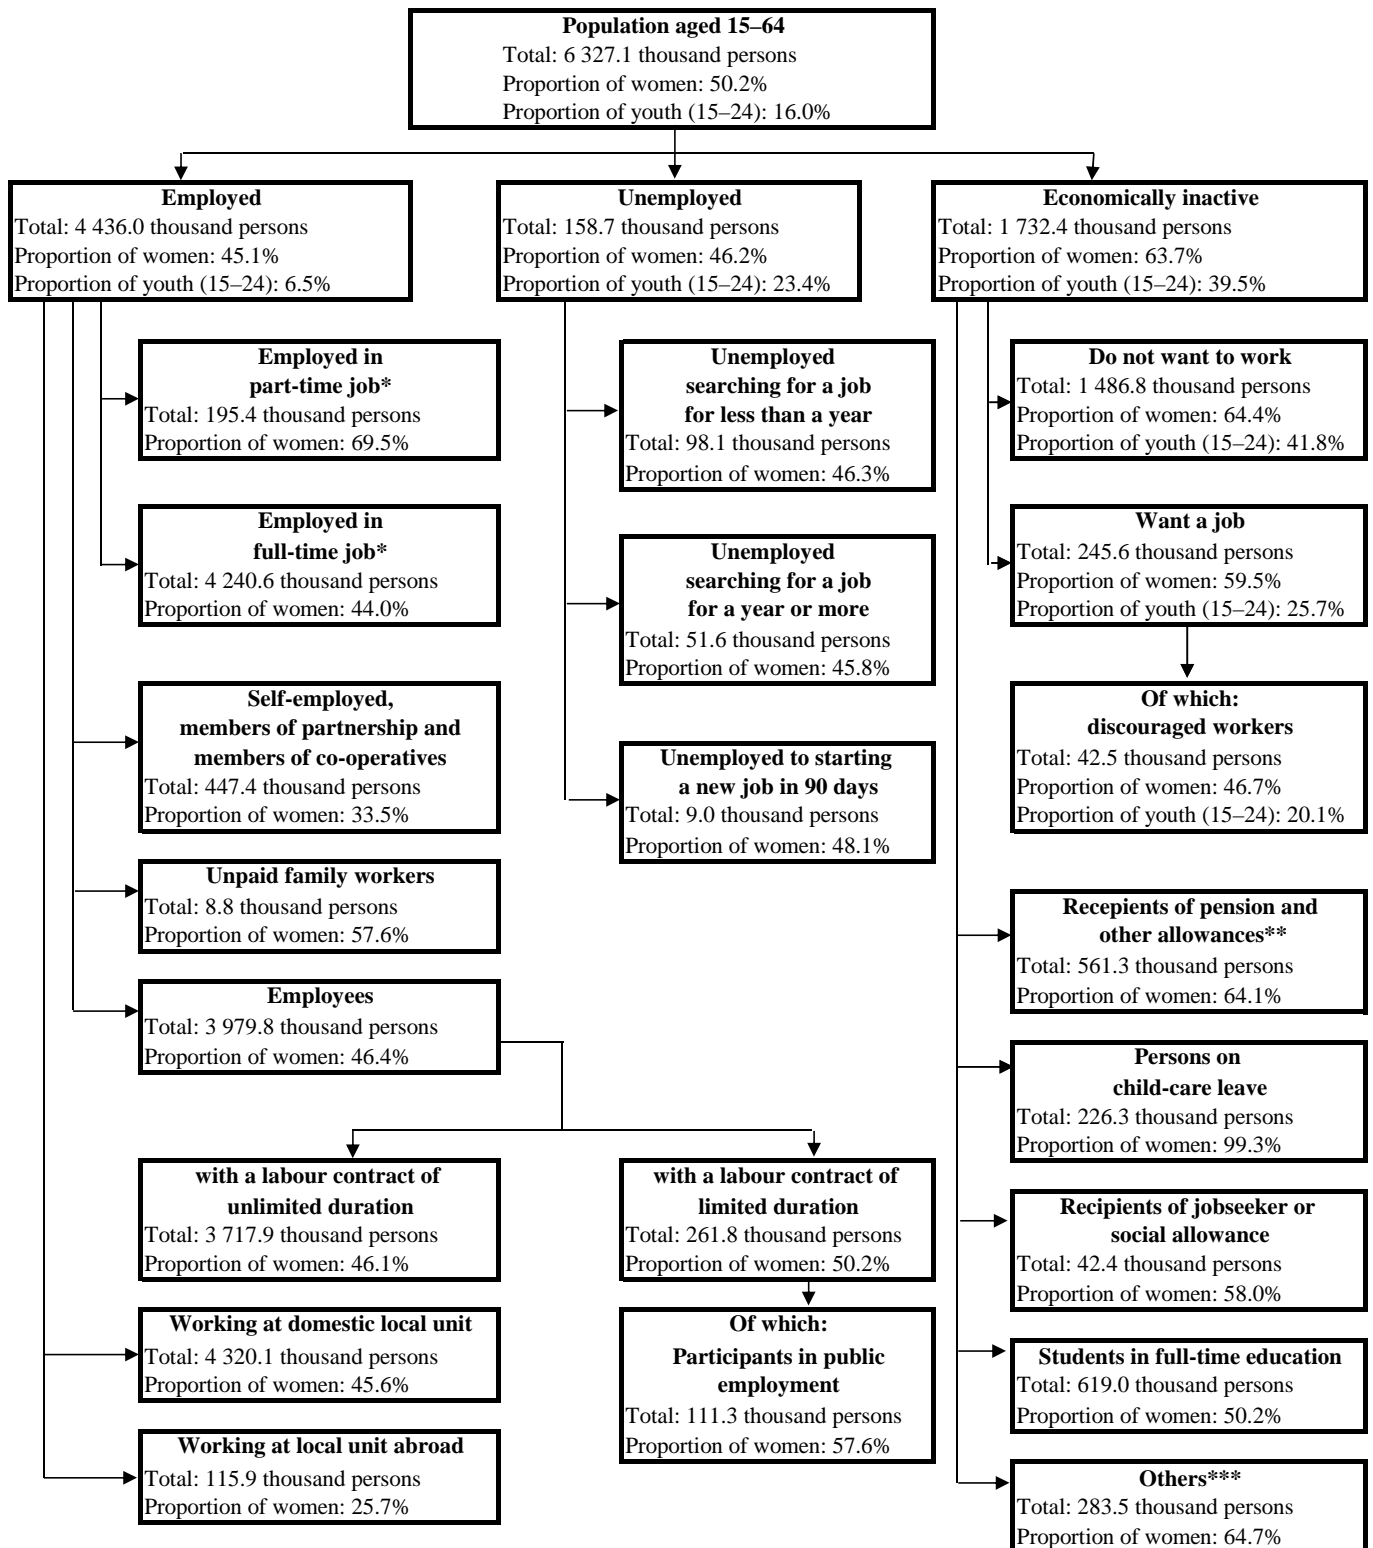 Population aged 15–64
Total: 6 327.1 thousand persons
Proportion of women: 50.2%
Proportion of youth (15–24): 16.0%
Employed
Total: 4 436.0 thousand persons
Proportion of women: 45.1%
Proportion of youth (15–24): 6.5%
Unemployed
Total: 158.7 thousand persons
Proportion of women: 46.2%
Proportion of youth (15–24): 23.4%
Economically inactive
Total: 1 732.4 thousand persons
Proportion of women: 63.7%
Proportion of youth (15–24): 39.5%
Employed in
part-time job*
Total: 195.4 thousand persons
Proportion of women: 69.5%
Employed in
full-time job*
Total: 4 240.6 thousand persons
Proportion of women: 44.0%
Self-employed,
members of partnership and
members of co-operatives
Total: 447.4 thousand persons
Proportion of women: 33.5%
Unpaid family workers
Total: 8.8 thousand persons
Proportion of women: 57.6%
Employees
Total: 3 979.8 thousand persons
Proportion of women: 46.4%
with a labour contract of
unlimited duration
Total: 3 717.9 thousand persons
Proportion of women: 46.1%
Working at domestic local unit
Total: 4 320.1 thousand persons
Proportion of women: 45.6%
Working at local unit abroad
Total: 115.9 thousand persons
Proportion of women: 25.7%
Unemployed
searching for a job
for less than a year
Total: 98.1 thousand persons
Proportion of women: 46.3%
Unemployed
searching for a job
for a year or more
Total: 51.6 thousand persons
Proportion of women: 45.8%
Unemployed to starting
a new job in 90 days
Total: 9.0 thousand persons
Proportion of women: 48.1%
with a labour contract of
limited duration
Total: 261.8 thousand persons
Proportion of women: 50.2%
Of which:
Participants in public
employment
Total: 111.3 thousand persons
Proportion of women: 57.6%
Do not want to work
Total: 1 486.8 thousand persons
Proportion of women: 64.4%
Proportion of youth (15–24): 41.8%
Want a job
Total: 245.6 thousand persons
Proportion of women: 59.5%
Proportion of youth (15–24): 25.7%
Of which:
discouraged workers
Total: 42.5 thousand persons
Proportion of women: 46.7%
Proportion of youth (15–24): 20.1%
Recepients of pension and
other allowances**
Total: 561.3 thousand persons
Proportion of women: 64.1%
Persons on
child-care leave
Total: 226.3 thousand persons
Proportion of women: 99.3%
Recipients of jobseeker or
social allowance
Total: 42.4 thousand persons
Proportion of women: 58.0%
Students in full-time education
Total: 619.0 thousand persons
Proportion of women: 50.2%
Others***
Total: 283.5 thousand persons
Proportion of women: 64.7%